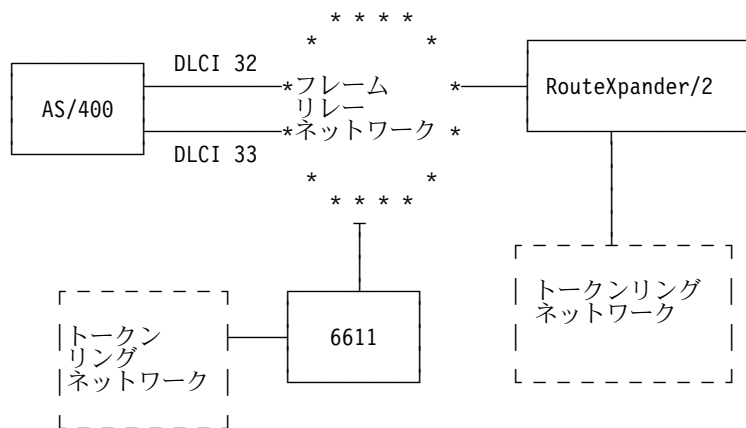 DLCI 32
AS/400
DLCI 33
フレーム
リレー
ネットワーク
RouteXpander/2
トークンリング
ネットワーク
トークン
リング
ネットワーク
6611